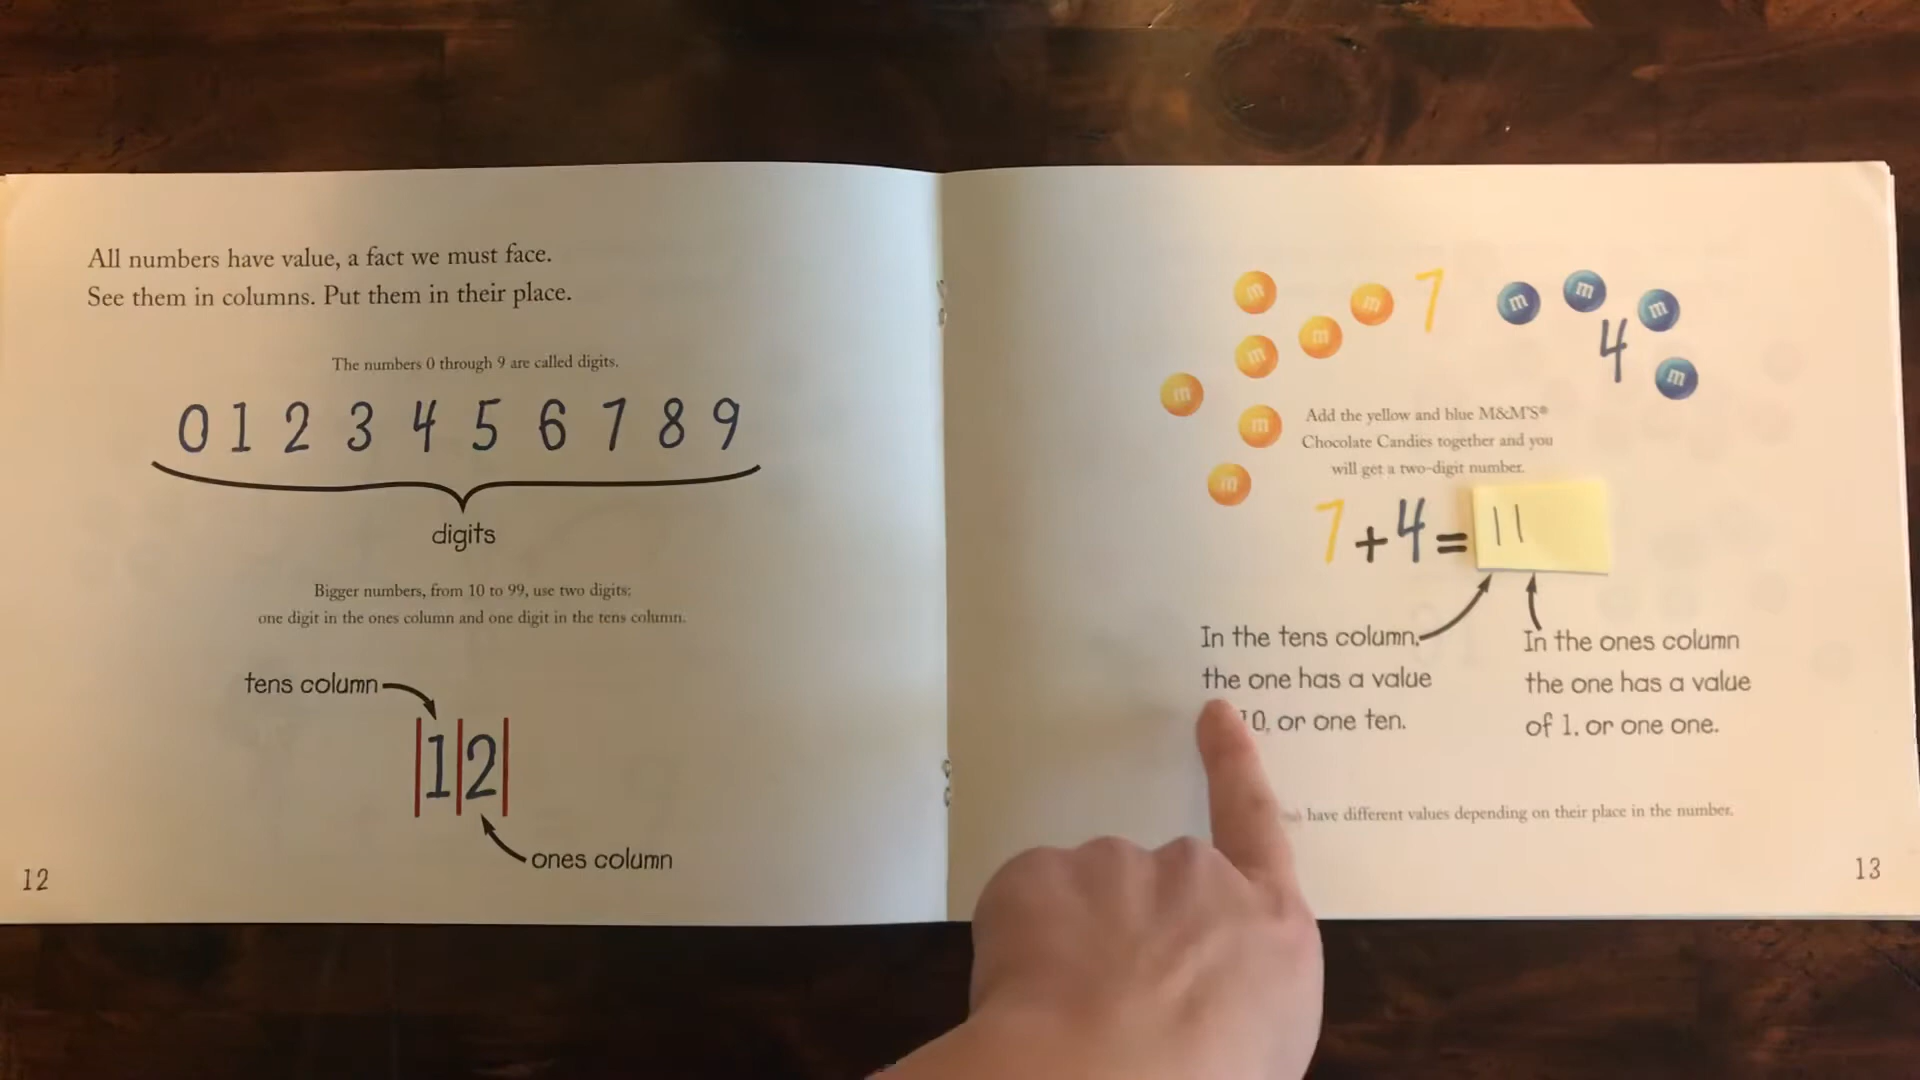 All numbers have value, a fact we must face.
See them in columns. Put them in their place.
The numbers 0 through 9 are called digits.
0 1 2 3 4 5 6 7 8 9
digits
Bigger numbers, from 10 to 99, use two digits:
one digit in the ones column and one digit in the tens column.
tens column
12
ones column
12
m m m m m m m
7
m m m m
4
Add the yellow and blue M&M'S®
Chocolate Candies together and you
will get a two-digit number.
7+4= 11
In the tens column,
the one has a value
10, or one ten.
In the ones column
the one has a value
of 1, or one one.
have different values depending on their place in the number.
13